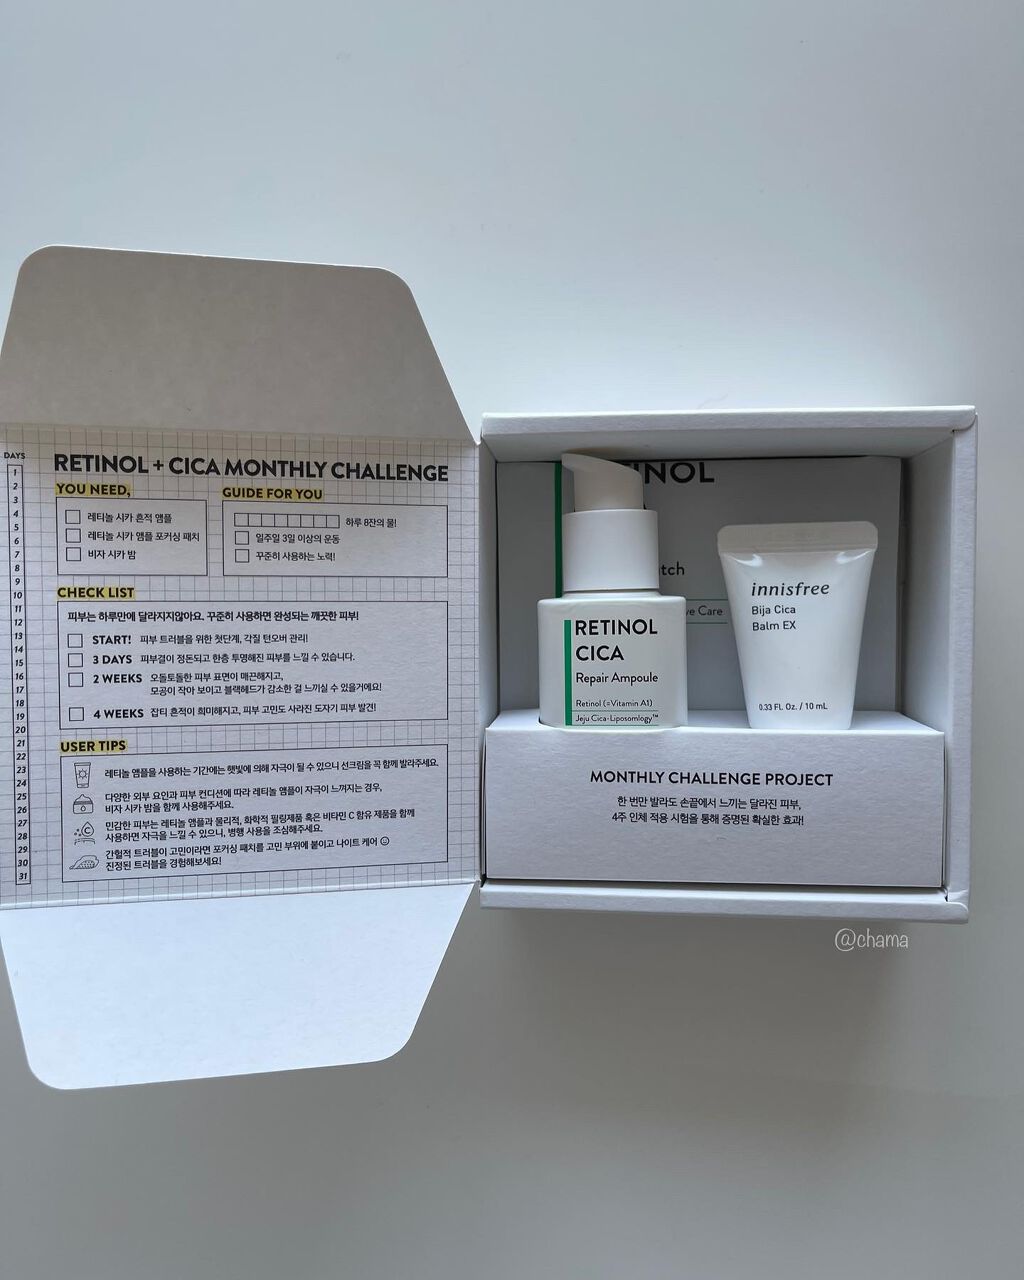 DAYS
1
2
3
4
5
6
7
8
9
10
11
12
13
14
15
16
17
18
19
20
21
22
23
24
25
26
27
28
29
30
31
RETINOL + CICA MONTHLY CHALLENGE
YOU NEED,
레티놀 시카 흔적 앰플
레티놀 시카 앰플 포커싱 패치
비자 시카 밤
GUIDE FOR YOU
하루 8잔의 물!
일주일 3일 이상의 운동
꾸준히 사용하는 노력!
CHECK LIST
피부는 하루만에 달라지지않아요. 꾸준히 사용하면 완성되는 깨끗한 피부!
START! 피부 트러블을 위한 첫단계, 각질 턴오버 관리!
3 DAYS 피부결이 정돈되고 한층 투명해진 피부를 느낄 수 있습니다.
2 WEEKS 오돌토돌한 피부 표면이 매끈해지고,
모공이 작아 보이고 블랙헤드가 감소한 걸 느끼실 수 있을거예요!
4 WEEKS 잡티 흔적이 희미해지고, 피부 고민도 사라진 도자기 피부 발견!
USER TIPS
레티놀 앰플을 사용하는 기간에는 햇빛에 의해 자극이 될 수 있으니 선크림을 꼭 함께 발라주세요.
다양한 외부 요인과 피부 컨디션에 따라 레티놀 앰플이 자극이 느껴지는 경우,
비자 시카 밤을 함께 사용해주세요.
민감한 피부는 레티놀 앰플과 물리적, 화학적 필링제품 혹은 비타민 C 함유 제품을 함께
사용하면 자극을 느낄 수 있으니, 병행 사용을 조심해주세요.
간헐적 트러블이 고민이라면 포커싱 패치를 고민 부위에 붙이고 나이트 케어
진정된 트러블을 경험해보세요!
INOL
tch
ve Care
RETINOL
CICA
Repair Ampoule
Retinol (=Vitamin A1)
Jeju Cica-Liposomlogy™
innisfree
Bija Cica
Balm EX
0.33 FL. Oz. / 10 mL
MONTHLY CHALLENGE PROJECT
한 번만 발라도 손끝에서 느끼는 달라진 피부,
4주 인체 적용 시험을 통해 증명된 확실한 효과!
@chama